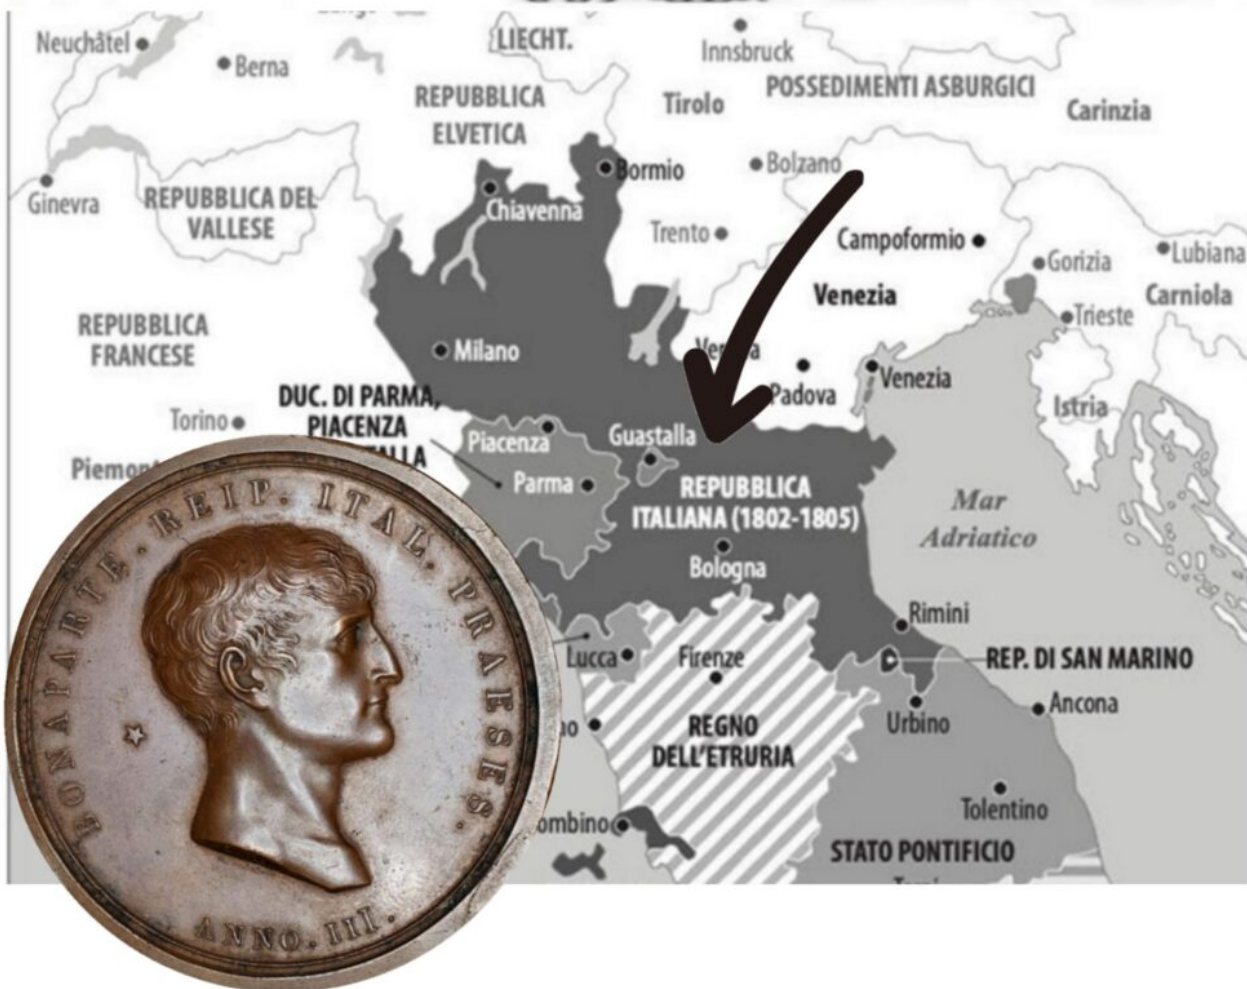 Neuchâtel
Berna
LIECHT.
Innsbruck
POSSEDIMENTI ASBURGICI
REPUBBLICA
ELVETICA
Tirolo
Carinzia
Bormio
Bolzano
Ginevra
REPUBBLICA DEL
VALLESE
Chiavenna
Trento
Campoformio
Gorizia
Lubiana
Venezia
Carniola
REPUBBLICA
FRANCESE
Trieste
Milano
Padova
Venezia
DUC. DI PARMA,
PIACENZA
Istria
Torino
Piacenza
Guastalla
Parma
REPUBBLICA
ITALIANA (1802-1805)
Mar
Adriatico
Bologna
Rimini
Lucca
Firenze
REP. DI SAN MARINO
Urbino
Ancona
REGNO
DELL'ETRURIA
Tolentino
STATO PONTIFICIO
BONAPARTE. REIP. ITAL. PRAESES.
ANNO. III.